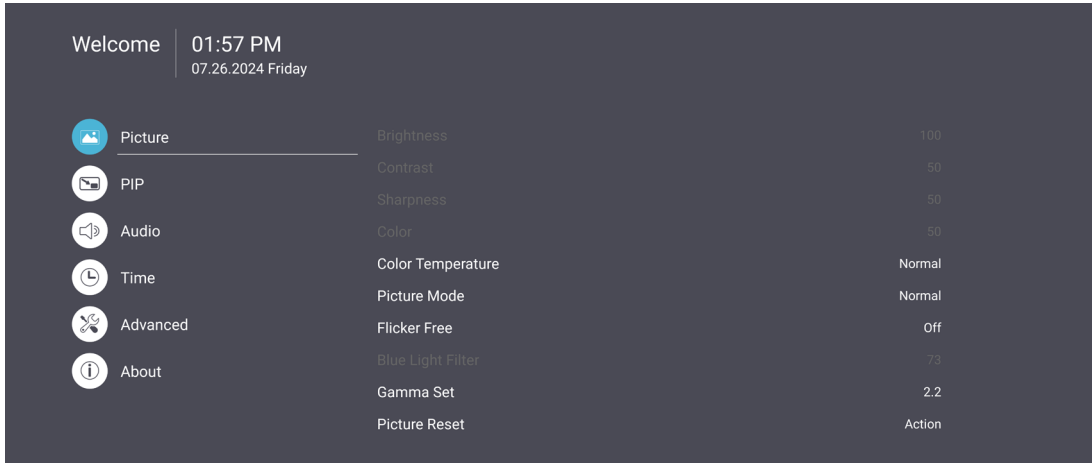 Welcome
01:57 PM
07.26.2024 Friday
Picture
PIP
Audio
Time
Advanced
About
Brightness 100
Contrast 50
Sharpness 50
Color 50
Color Temperature Normal
Picture Mode Normal
Flicker Free Off
Blue Light Filter 73
Gamma Set 2.2
Picture Reset Action